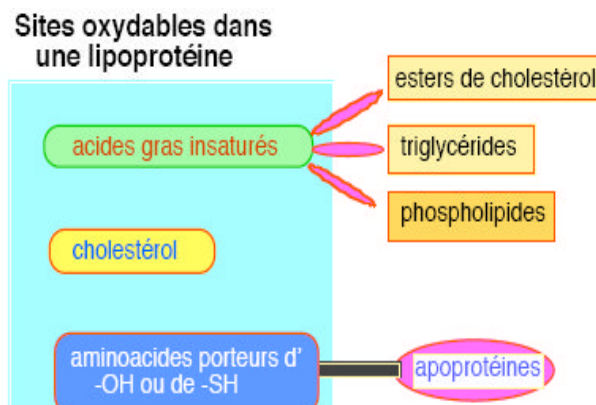 Sites oxydables dans
une lipoprotéine
esters de cholestérol
acides gras insaturés
triglycérides
phospholipides
cholestérol
aminoacides porteurs d'
-OH ou de -SH
apoprotéines